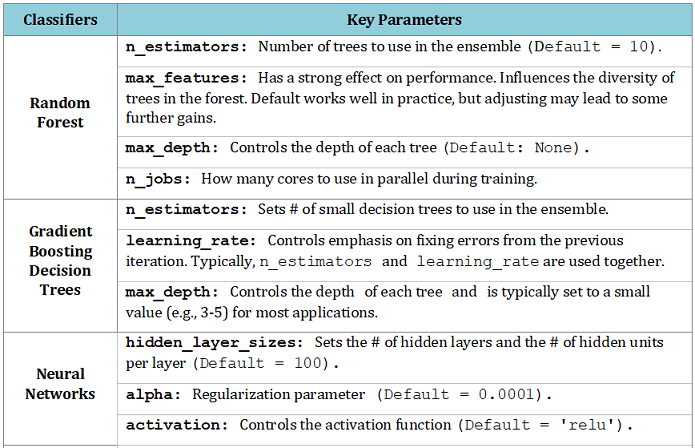 Classifiers
Key Parameters
Random
Forest
n_estimators: Number of trees to use in the ensemble (Default = 10).
max_features: Has a strong effect on performance. Influences the diversity of
trees in the forest. Default works well in practice, but adjusting may lead to some
further gains.
max_depth: Controls the depth of each tree (Default: None).
n_jobs: How many cores to use in parallel during training.
Gradient
Boosting
Decision
Trees
n_estimators: Sets # of small decision trees to use in the ensemble.
learning_rate: Controls emphasis on fixing errors from the previous
iteration. Typically, n_estimators and learning_rate are used together.
max_depth: Controls the depth of each tree and is typically set to a small
value (e.g., 3-5) for most applications.
Neural
Networks
hidden_layer_sizes: Sets the # of hidden layers and the # of hidden units
per layer (Default = 100).
alpha: Regularization parameter (Default = 0.0001).
activation: Controls the activation function (Default = 'relu').